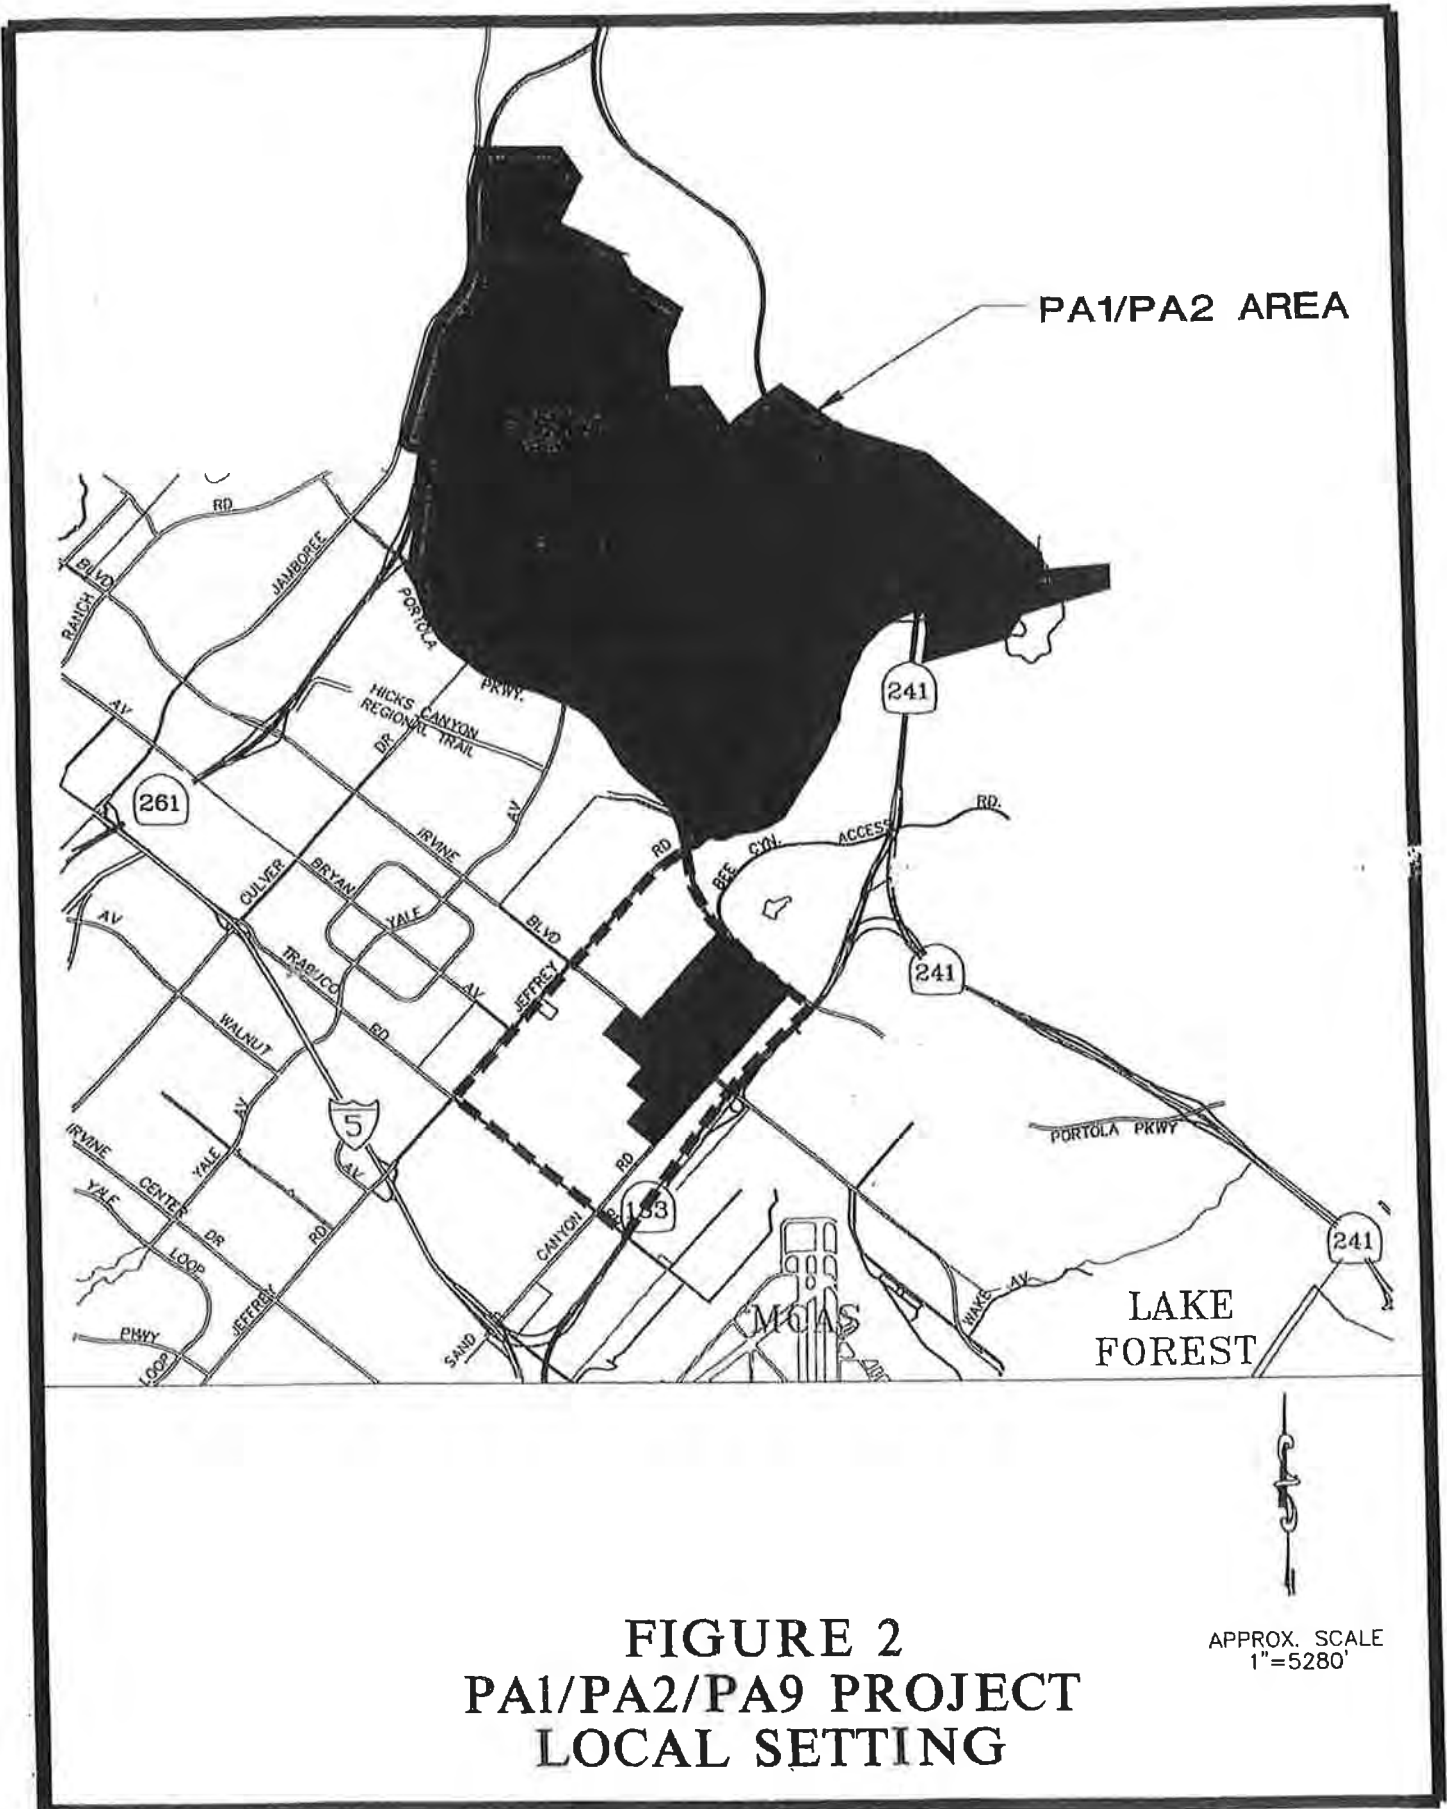 PA1/PA2 AREA
RD
BLVD
RANCH
JAMBOREE
PORTOLA
PKWY.
HICKS CANYON
REGIONAL TRAIL
DR
AV
241
261
AV
RD.
ACCESS
CYN.
BEE
RD
IRVINE
BLVD
CULVER
BRYAN
YALE
AV
JEFFREY
241
AV
TRABUCO
RD
WALNUT
AV
YALE
5
AV
IRVINE
CENTER
DR
YALE
LOOP
RD
JEFFREY
PKWY
LOOP
RD
CANYON
SAND
133
PORTOLA PKWY
241
WAKE AV
MCAS
LAKE
FOREST
FIGURE 2
PA1/PA2/PA9 PROJECT
LOCAL SETTING
APPROX. SCALE
1"=5280'